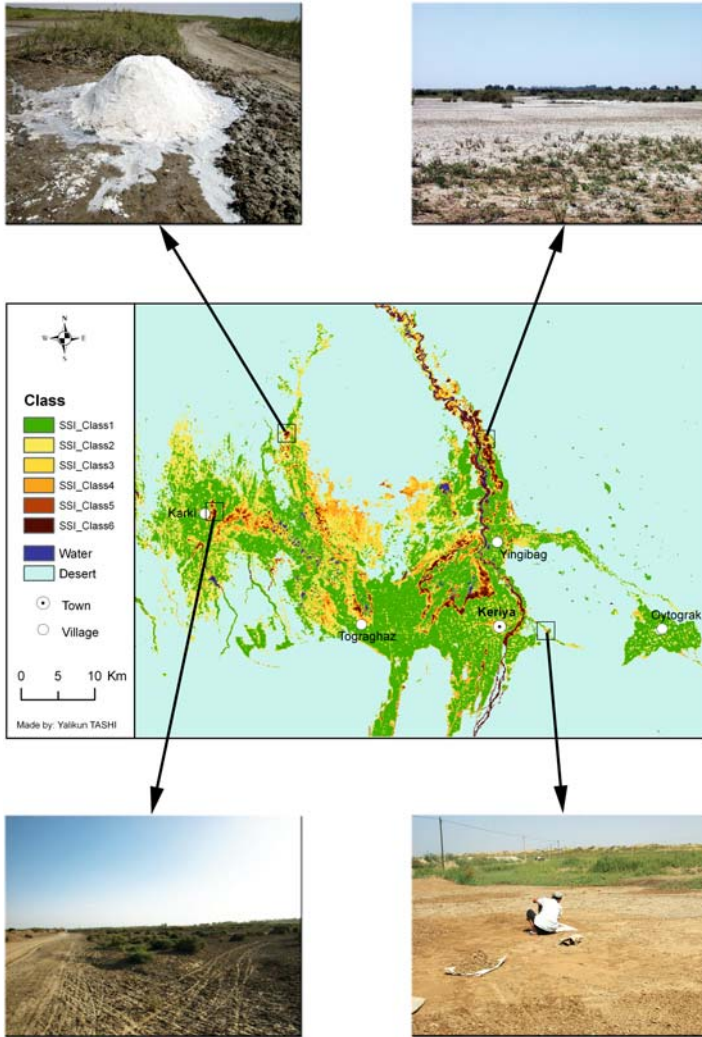 N
W E
S
Class
SSI_Class1
SSI_Class2
SSI_Class3
SSI_Class4
SSI_Class5
SSI_Class6
Water
Desert
Town
Village
0 5 10 Km
Made by: Yalikun TASHI
Karki
Yingibag
Keriya
Oytograk
Tograghaz